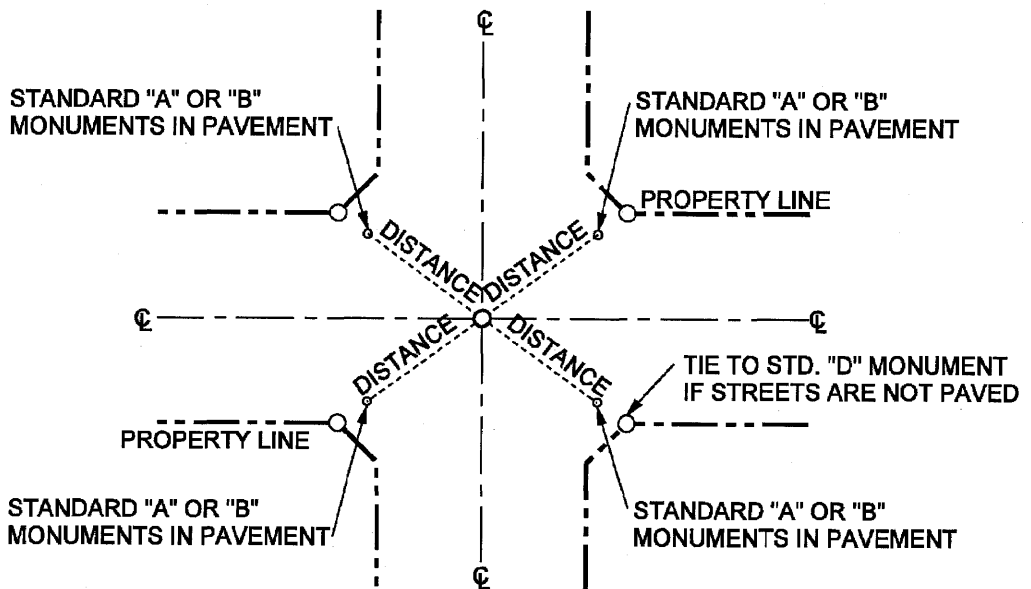 ℄
STANDARD "A" OR "B"
MONUMENTS IN PAVEMENT
STANDARD "A" OR "B"
MONUMENTS IN PAVEMENT
PROPERTY LINE
DISTANCE
DISTANCE
℄
℄
DISTANCE
DISTANCE
TIE TO STD. "D" MONUMENT
IF STREETS ARE NOT PAVED
PROPERTY LINE
STANDARD "A" OR "B"
MONUMENTS IN PAVEMENT
STANDARD "A" OR "B"
MONUMENTS IN PAVEMENT
℄